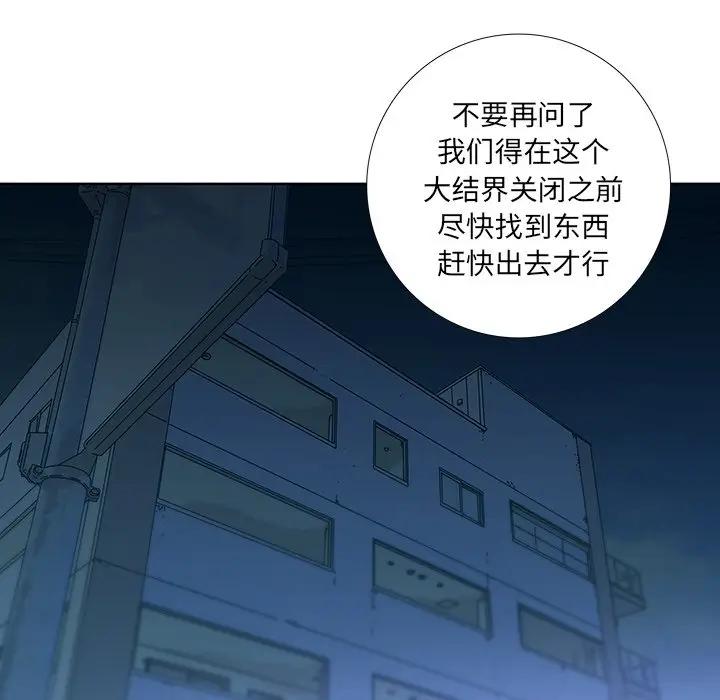 不要再问了
我们得在这个
大结界关闭之前
尽快找到东西
赶快出去才行